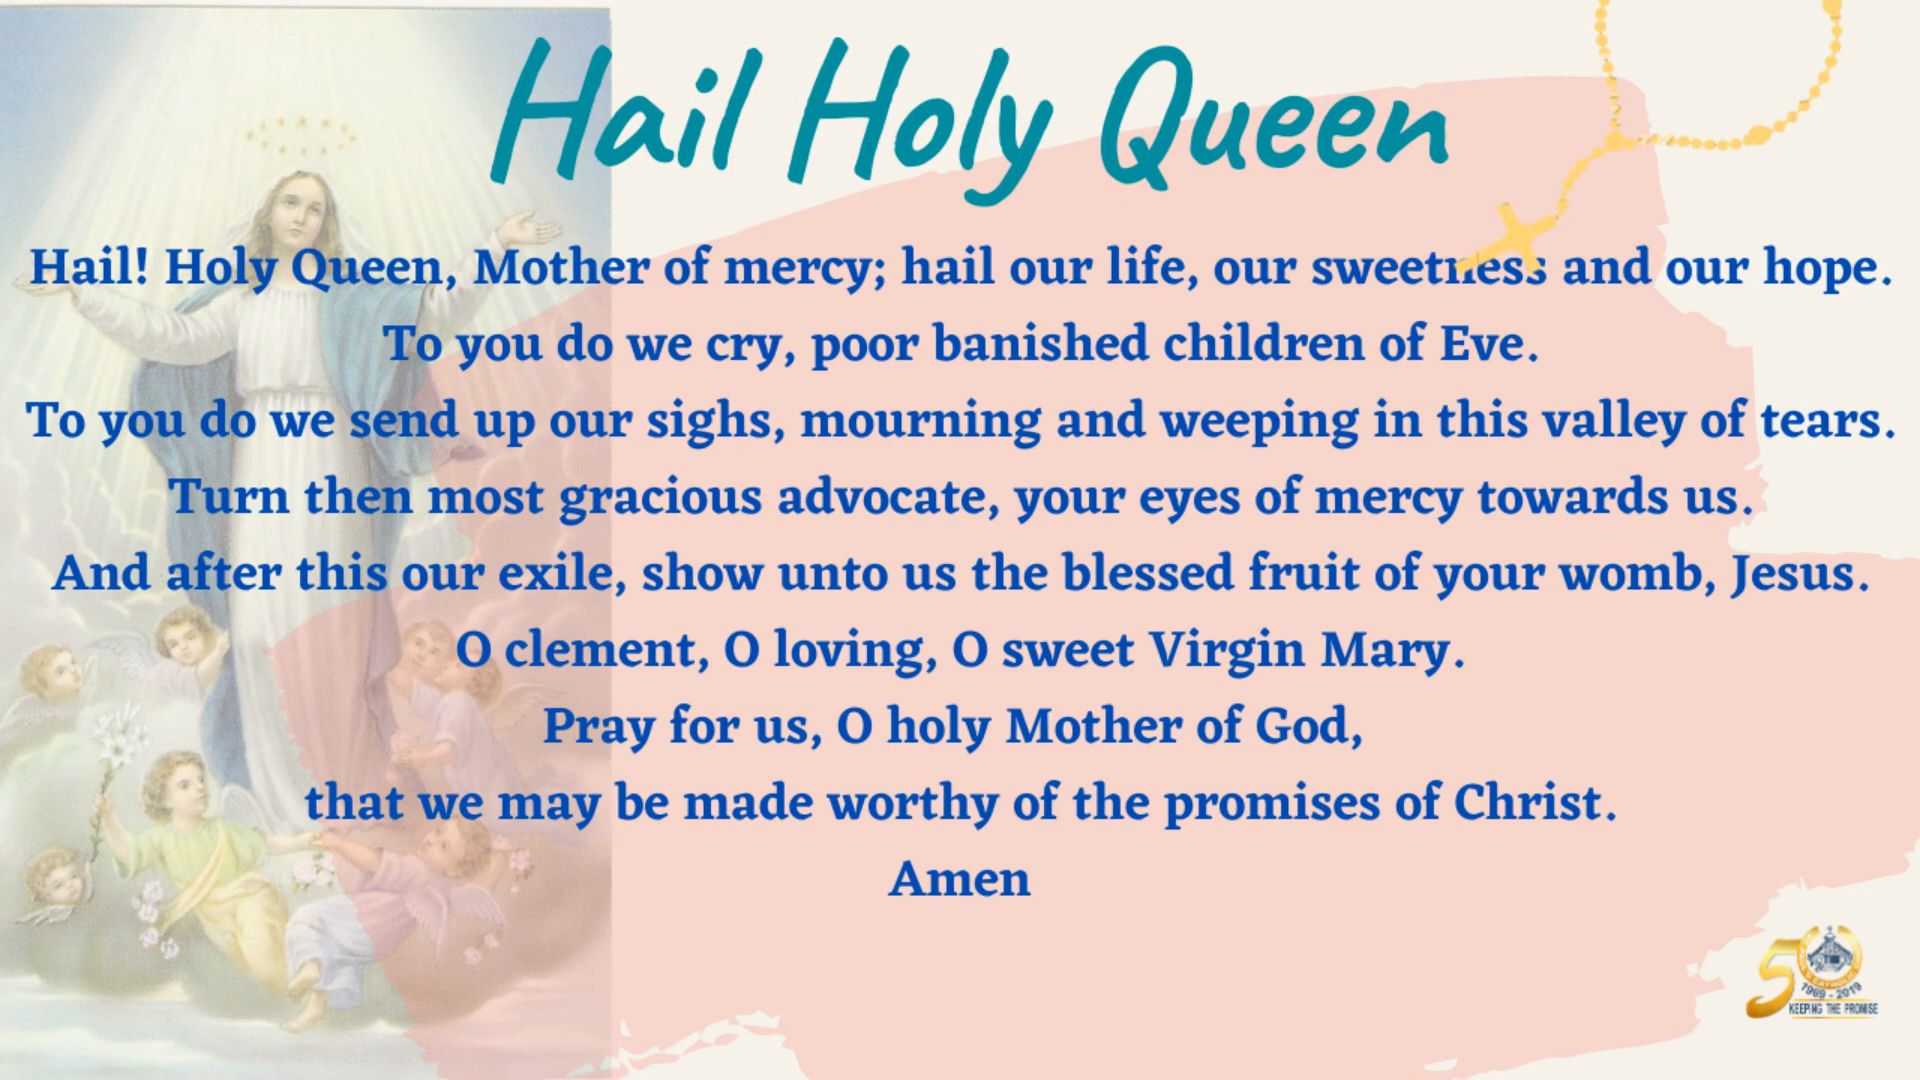 Hail Holy Queen
Hail! Holy Queen, Mother of mercy; hail our life, our sweetness and our hope.
To you do we cry, poor banished children of Eve.
To you do we send up our sighs, mourning and weeping in this valley of tears.
Turn then most gracious advocate, your eyes of mercy towards us.
And after this our exile, show unto us the blessed fruit of your womb, Jesus.
O clement, O loving, O sweet Virgin Mary.
Pray for us, O holy Mother of God,
that we may be made worthy of the promises of Christ.
Amen
50
1969 - 2019
KEEPING THE PROMISE